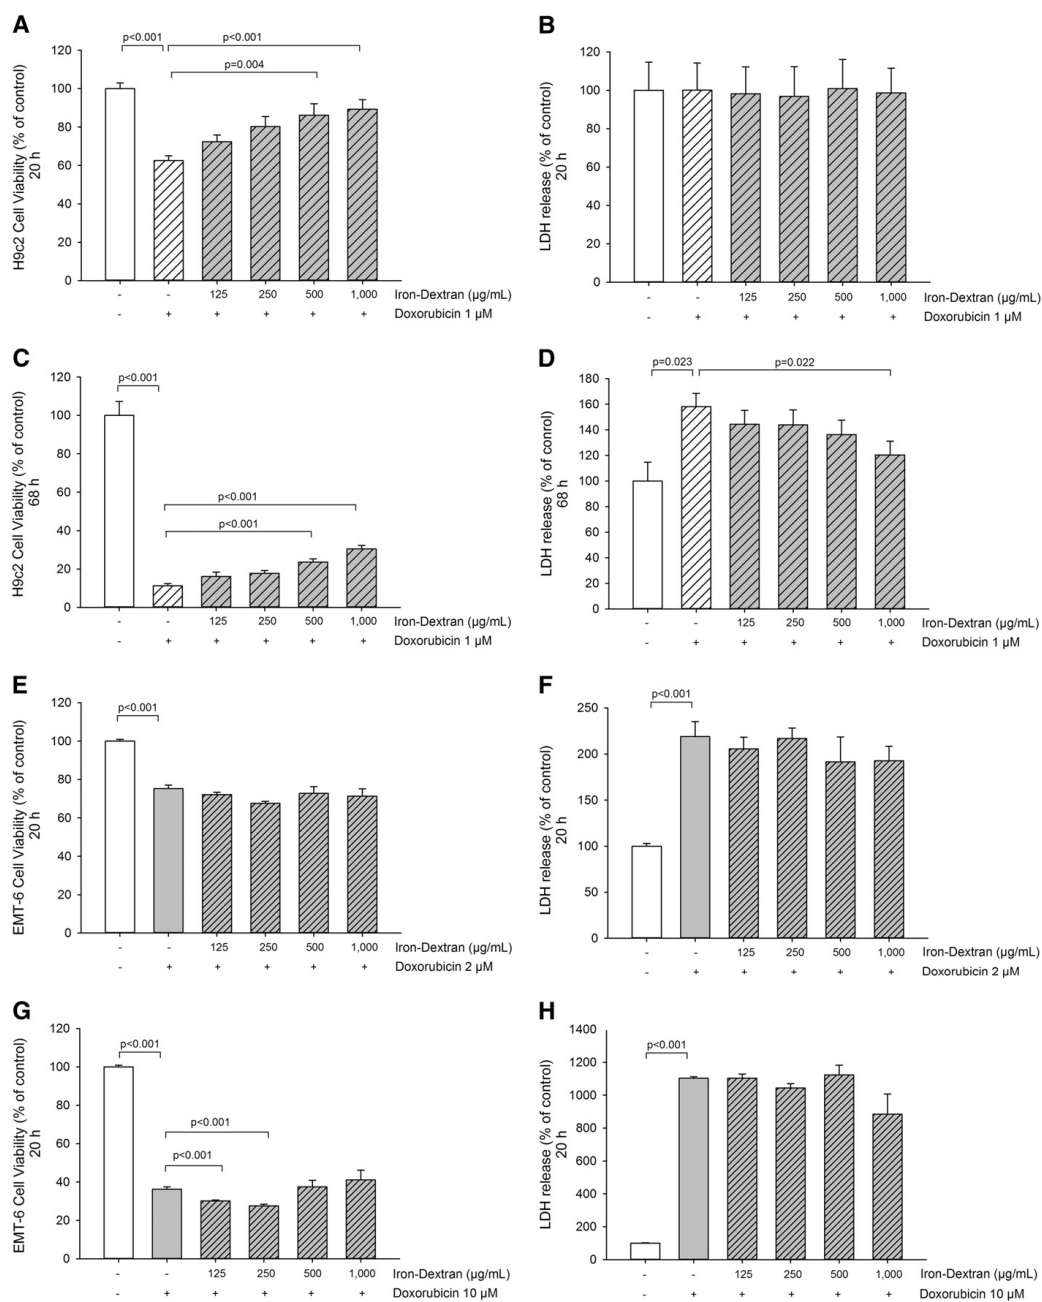 A
p<0.001 p<0.001
p=0.004
H9c2 Cell Viability (% of control)
20 h
120
100
80
60
40
20
0
- - 125 250 500 1,000 Iron-Dextran (µg/mL)
- + + + + + Doxorubicin 1 µM
B
LDH release (% of control)
20 h
120
100
80
60
40
20
0
- - 125 250 500 1,000 Iron-Dextran (µg/mL)
- + + + + + Doxorubicin 1 µM
C
p<0.001
p<0.001
p<0.001
H9c2 Cell Viability (% of control)
68 h
120
100
80
60
40
20
0
- - 125 250 500 1,000 Iron-Dextran (µg/mL)
- + + + + + Doxorubicin 1 µM
D
p=0.023 p=0.022
LDH release (% of conrol)
68 h
180
160
140
120
100
80
60
40
20
0
- - 125 250 500 1,000 Iron-Dextran (µg/mL)
- + + + + + Doxorubicin 1 µM
E
p<0.001
EMT-6 Cell Viability (% of control)
20 h
120
100
80
60
40
20
0
- - 125 250 500 1,000 Iron-Dextran (µg/mL)
- + + + + + Doxorubicin 2 µM
F
p<0.001
LDH release (% of control)
20 h
250
200
150
100
50
0
- - 125 250 500 1,000 Iron-Dextran (µg/mL)
- + + + + + Doxorubicin 2 µM
G
p<0.001
p<0.001
p<0.001
EMT-6 Cell Viability (% of control)
20 h
120
100
80
60
40
20
0
- - 125 250 500 1,000 Iron-Dextran (µg/mL)
- + + + + + Doxorubicin 10 µM
H
p<0.001
LDH release (% of control)
20 h
1400
1200
1000
800
600
400
200
0
- - 125 250 500 1,000 Iron-Dextran (µg/mL)
- + + + + + Doxorubicin 10 µM